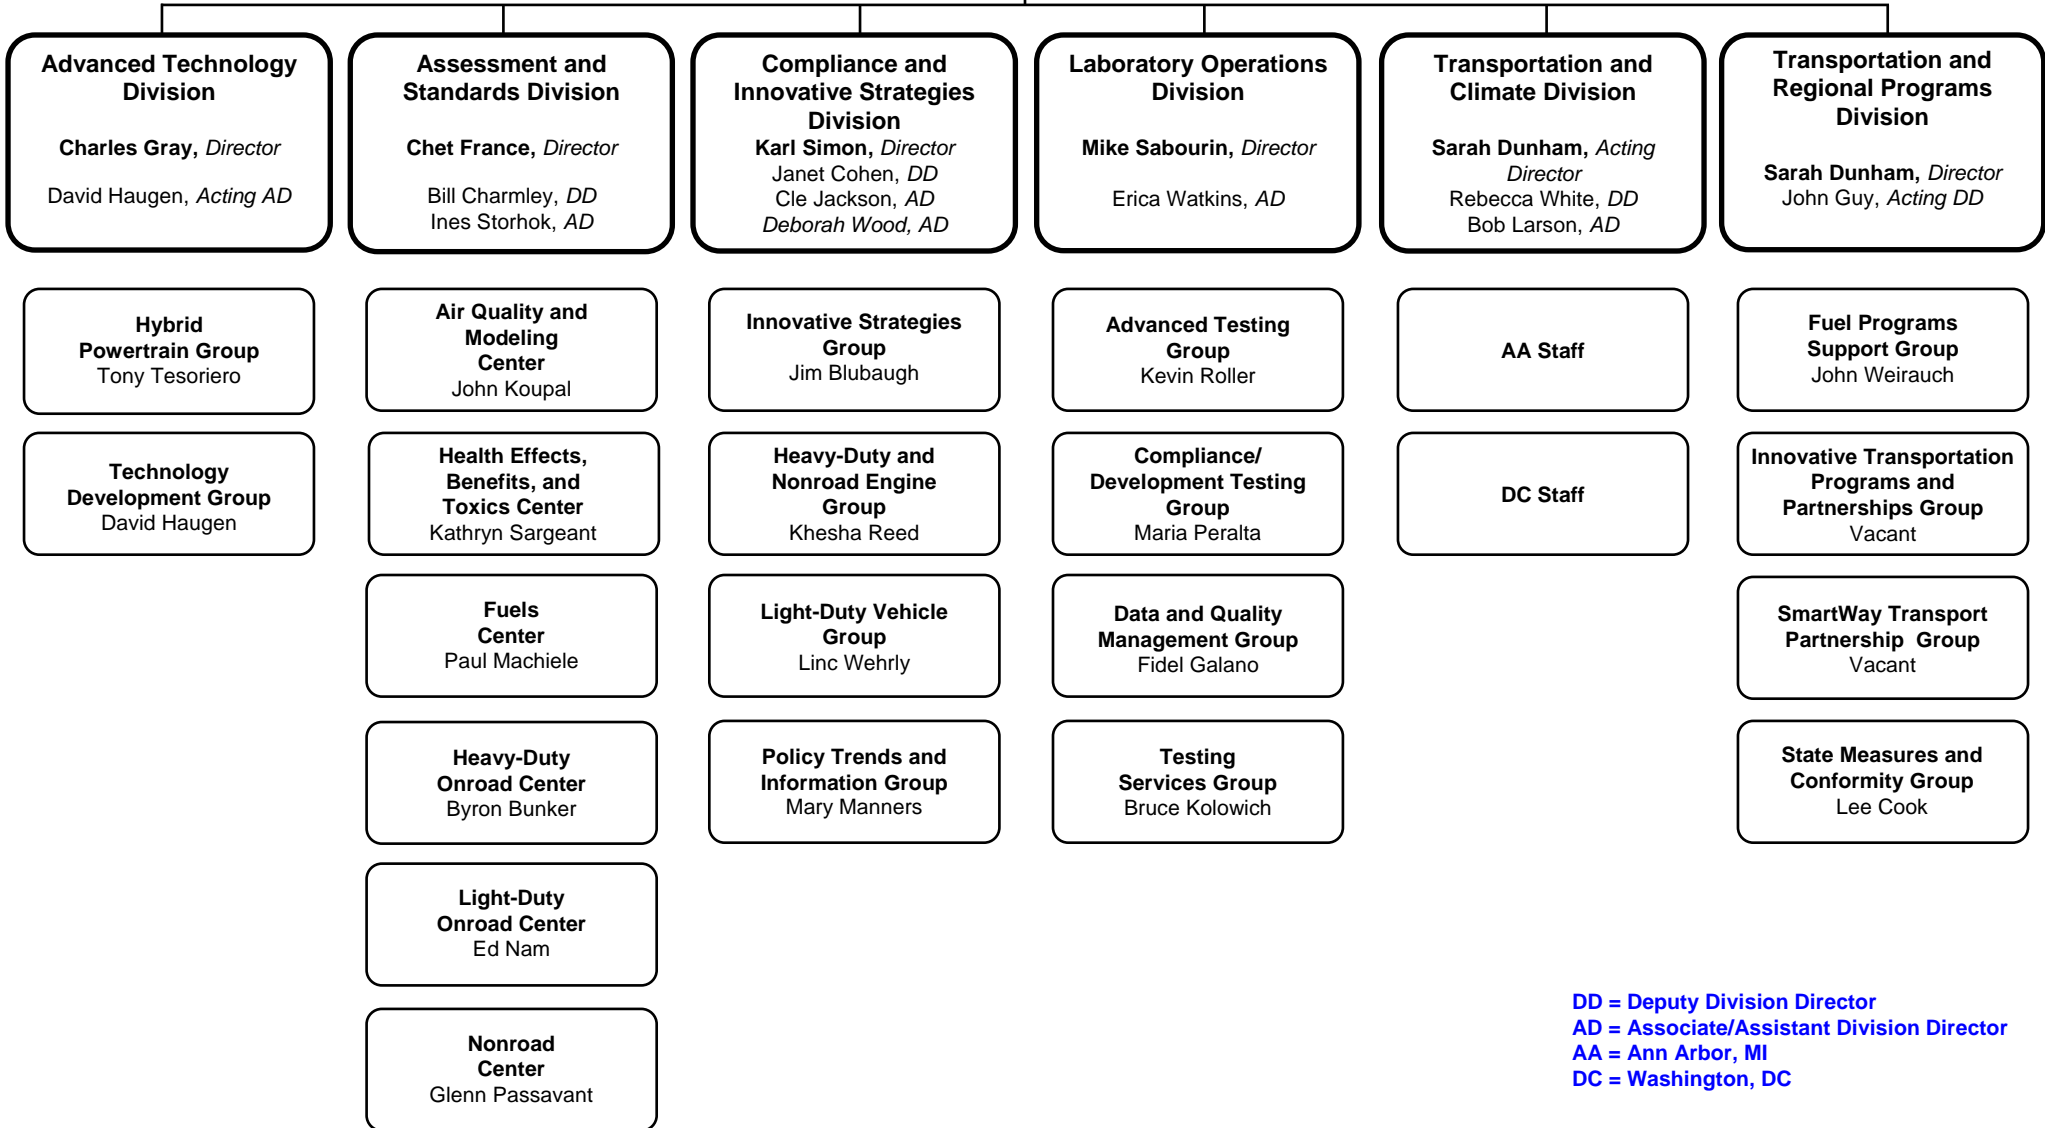 Advanced Technology
Division
Charles Gray, Director
David Haugen, Acting AD
Assessment and
Standards Division
Chet France, Director
Bill Charmley, DD
Ines Storhok, AD
Compliance and
Innovative Strategies
Division
Karl Simon, Director
Janet Cohen, DD
Cle Jackson, AD
Deborah Wood, AD
Laboratory Operations
Division
Mike Sabourin, Director
Erica Watkins, AD
Transportation and
Climate Division
Sarah Dunham, Acting
Director
Rebecca White, DD
Bob Larson, AD
Transportation and
Regional Programs
Division
Sarah Dunham, Director
John Guy, Acting DD
Hybrid
Powertrain Group
Tony Tesoriero
Technology
Development Group
David Haugen
Air Quality and
Modeling
Center
John Koupal
Health Effects,
Benefits, and
Toxics Center
Kathryn Sargeant
Fuels
Center
Paul Machiele
Heavy-Duty
Onroad Center
Byron Bunker
Light-Duty
Onroad Center
Ed Nam
Nonroad
Center
Glenn Passavant
Innovative Strategies
Group
Jim Blubaugh
Heavy-Duty and
Nonroad Engine
Group
Khesha Reed
Light-Duty Vehicle
Group
Linc Wehrly
Policy Trends and
Information Group
Mary Manners
Advanced Testing
Group
Kevin Roller
Compliance/
Development Testing
Group
Maria Peralta
Data and Quality
Management Group
Fidel Galano
Testing
Services Group
Bruce Kolowich
AA Staff
DC Staff
Fuel Programs
Support Group
John Weirauch
Innovative Transportation
Programs and
Partnerships Group
Vacant
SmartWay Transport
Partnership Group
Vacant
State Measures and
Conformity Group
Lee Cook
DD = Deputy Division Director
AD = Associate/Assistant Division Director
AA = Ann Arbor, MI
DC = Washington, DC